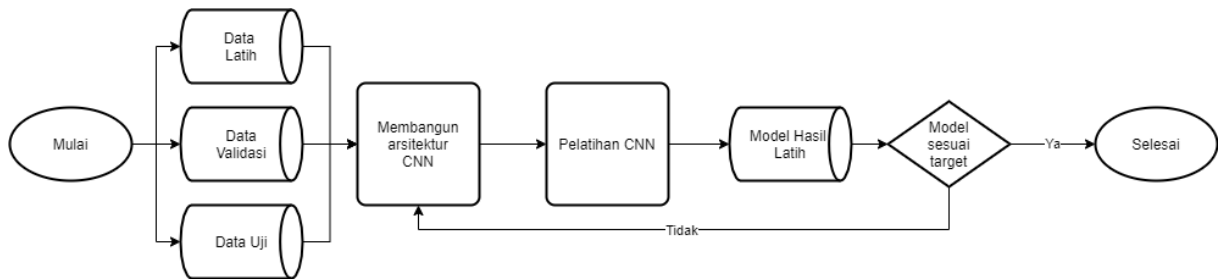 Mulai
Data
Latih
Data
Validasi
Data Uji
Membangun
arsitektur
CNN
Pelatihan CNN
Model Hasil
Latih
Model
sesuai
target
Ya
Selesai
Tidak